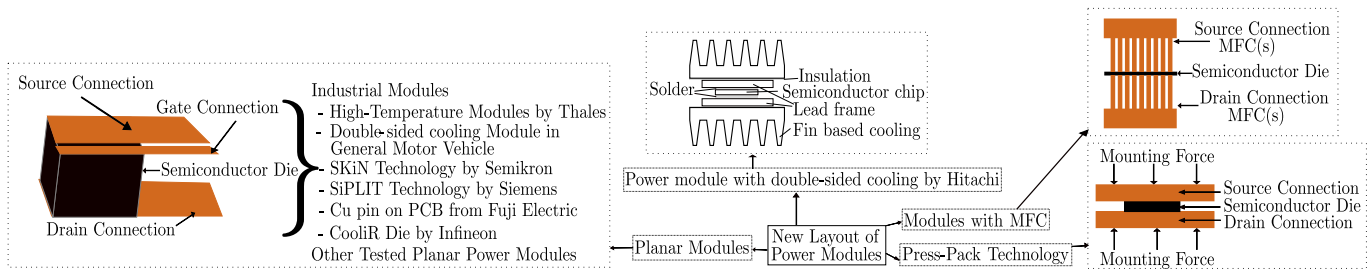 Source Connection
Gate Connection
Semiconductor Die
Drain Connection
Industrial Modules
- High-Temperature Modules by Thales
- Double-sided cooling Module in
General Motor Vehicle
- SKiN Technology by Semikron
- SiPLIT Technology by Siemens
- Cu pin on PCB from Fuji Electric
- CooliR Die by Infineon
Other Tested Planar Power Modules
Insulation
Solder
Semiconductor chip
Lead frame
Fin based cooling
Power module with double-sided cooling by Hitachi
Planar Modules
New Layout of
Power Modules
Modules with MFC
Press-Pack Technology
Source Connection
MFC(s)
Semiconductor Die
Drain Connection
MFC(s)
Mounting Force
Source Connection
Semiconductor Die
Drain Connection
Mounting Force